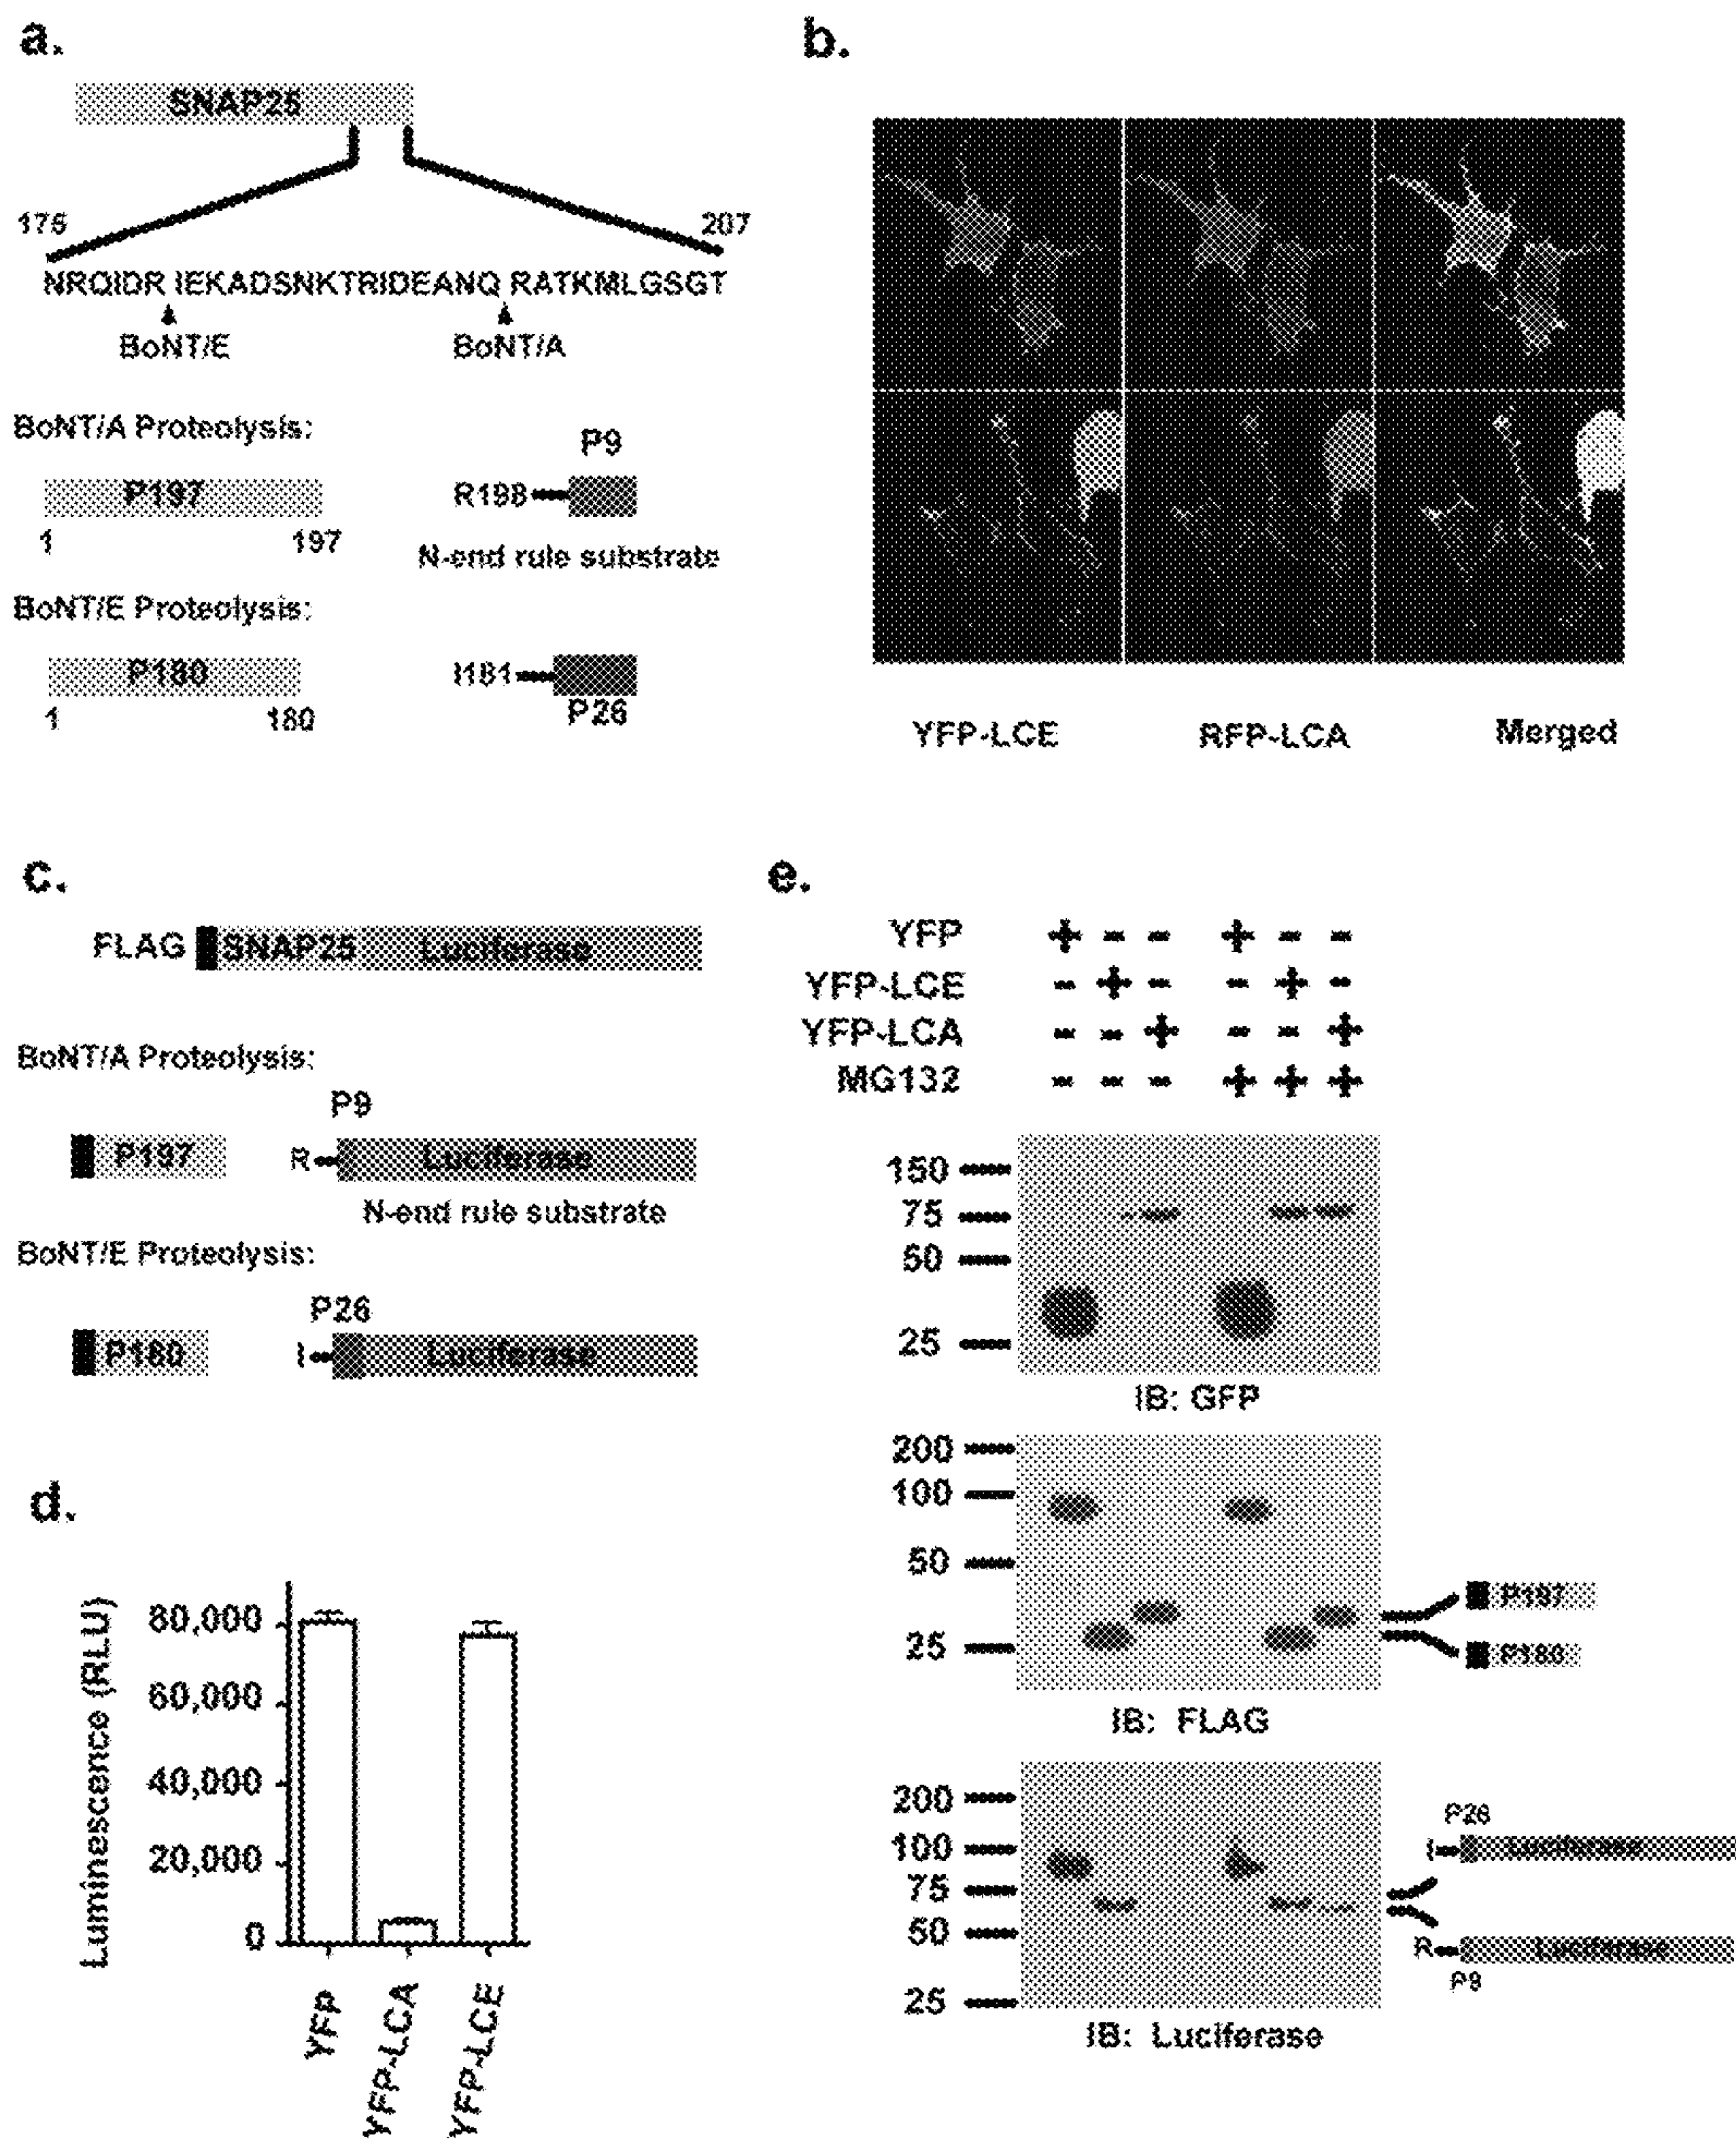 a.
SNAP25
175
207
NRQIDR IEKADSNKTRIDEANQ RATKMLGSGT
BoNT/E
BoNT/A
BoNT/A Proteolysis:
P9
P197
R198
1
197
N-end rule substrate
BoNT/E Proteolysis:
P180
I181
1
180
P26
b.
YFP-LCE
RFP-LCA
Merged
c.
FLAG
SNAP25
Luciferase
BoNT/A Proteolysis:
P9
P197
R
Luciferase
N-end rule substrate
BoNT/E Proteolysis:
P26
P180
I
Luciferase
d.
Luminescence (RLU)
80,000
60,000
40,000
20,000
0
YFP
YFP-LCA
YFP-LCE
e.
YFP + - - + - -
YFP-LCE - + - - + -
YFP-LCA - - + - - +
MG132 - - - + + +
150
75
50
25
IB: GFP
200
100
50
25
P197
P180
IB: FLAG
200
100
75
50
25
P26
I
Luciferase
R
Luciferase
P9
IB: Luciferase